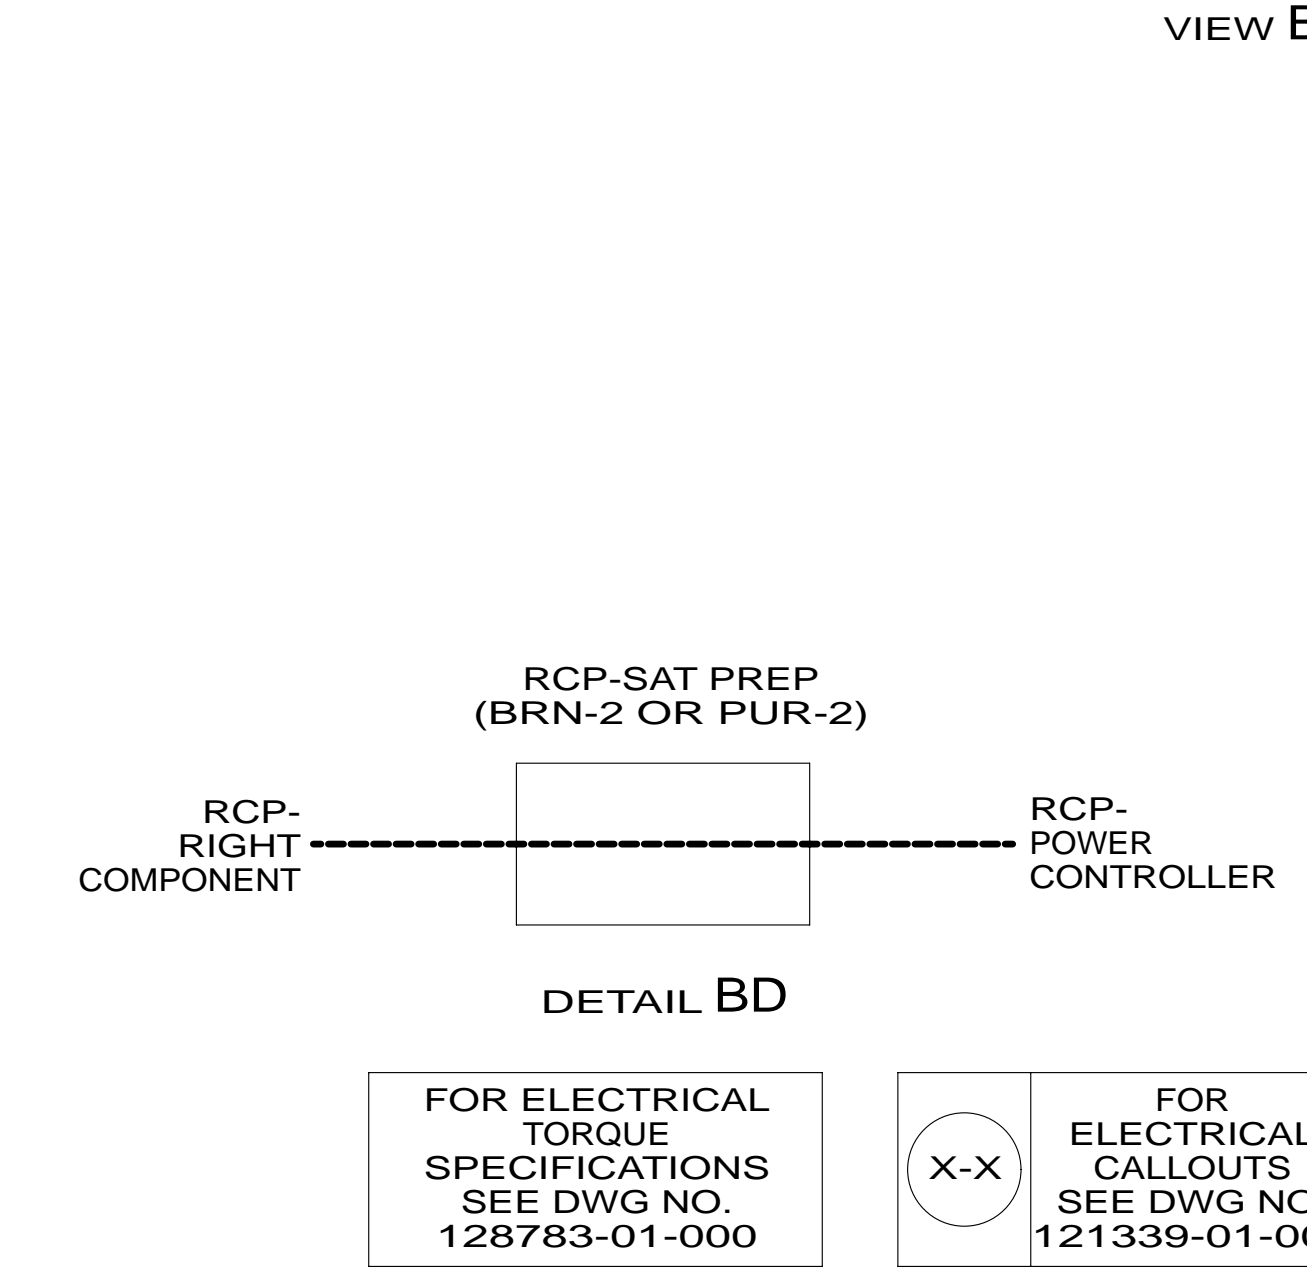 VIEW
RCP-SAT PREP
(BRN-2 OR PUR-2)
RCP-
RIGHT
COMPONENT
RCP-
POWER
CONTROLLER
DETAIL BD
FOR ELECTRICAL
TORQUE
SPECIFICATIONS
SEE DWG NO.
128783-01-000
X-X
FOR
ELECTRICAL
CALLOUTS
SEE DWG